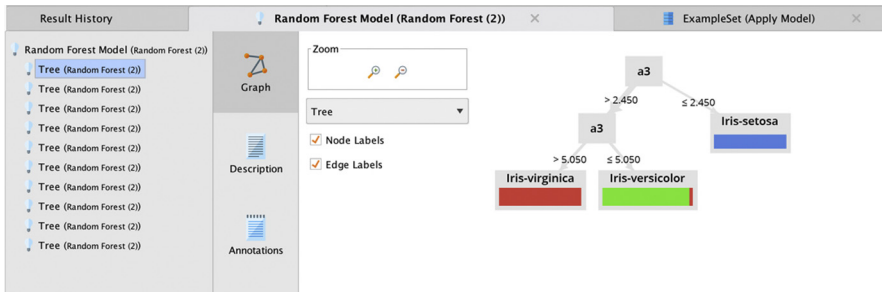 Result History
Random Forest Model (Random Forest (2))
ExampleSet (Apply Model)
Random Forest Model (Random Forest (2))
Tree (Random Forest (2))
Tree (Random Forest (2))
Tree (Random Forest (2))
Tree (Random Forest (2))
Tree (Random Forest (2))
Tree (Random Forest (2))
Tree (Random Forest (2))
Tree (Random Forest (2))
Tree (Random Forest (2))
Tree (Random Forest (2))
Graph
Description
Annotations
Zoom
Tree
Node Labels
Edge Labels
a3
> 2.450
≤ 2.450
a3
Iris-setosa
> 5.050
≤ 5.050
Iris-virginica
Iris-versicolor